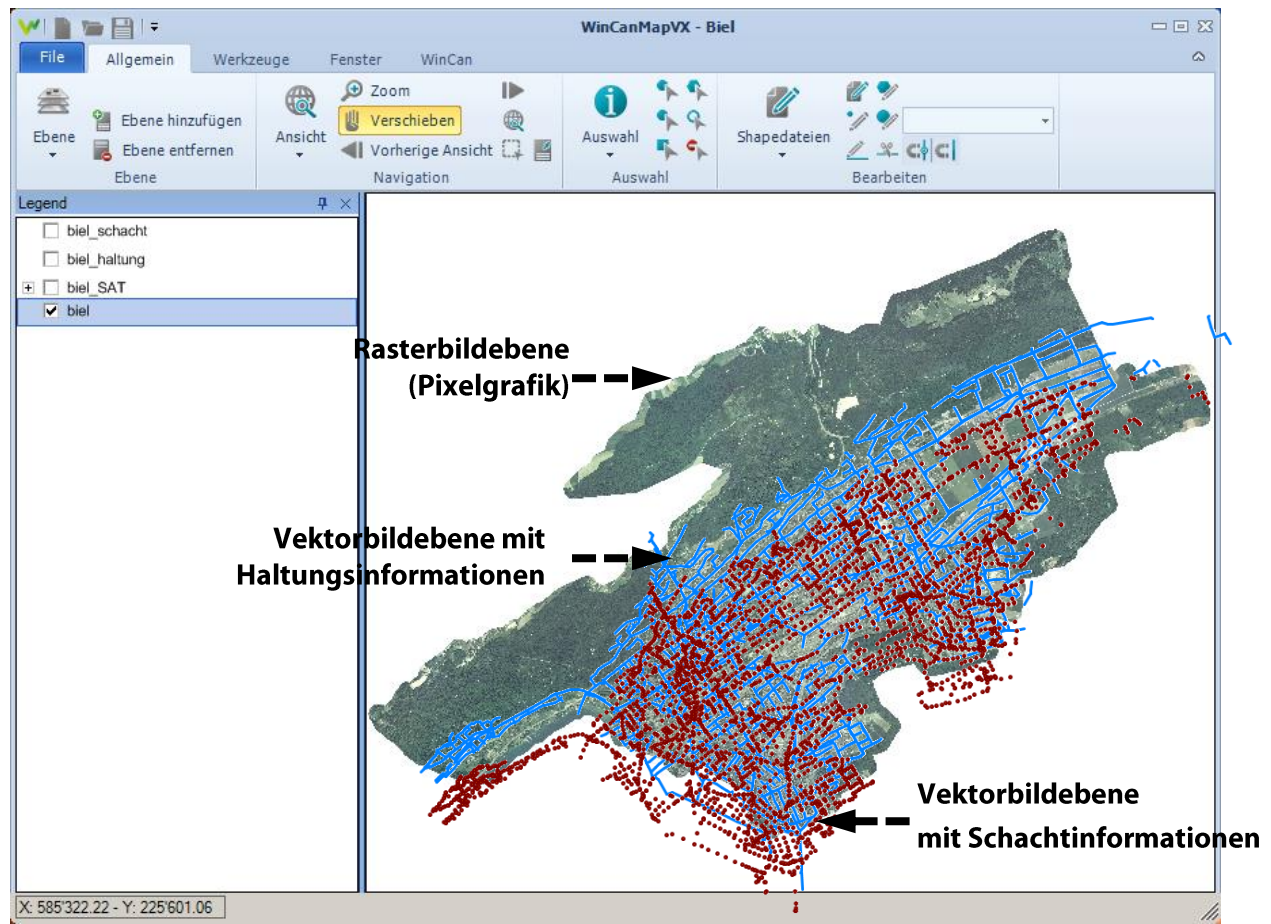 WinCanMapVX - Biel
File
Allgemein
Werkzeuge
Fenster
WinCan
Ebene
Ebene hinzufügen
Ebene entfernen
Ebene
Ansicht
Zoom
Verschieben
Vorherige Ansicht
Navigation
Auswahl
Auswahl
Shapedateien
Bearbeiten
Legend
biel_schacht
biel_haltung
biel_SAT
biel
Rasterbildebene
(Pixelgrafik)
Vektorbildebene mit
Haltungsinformationen
Vektorbildebene
mit Schachtinformationen
X: 585'322.22 - Y: 225'601.06